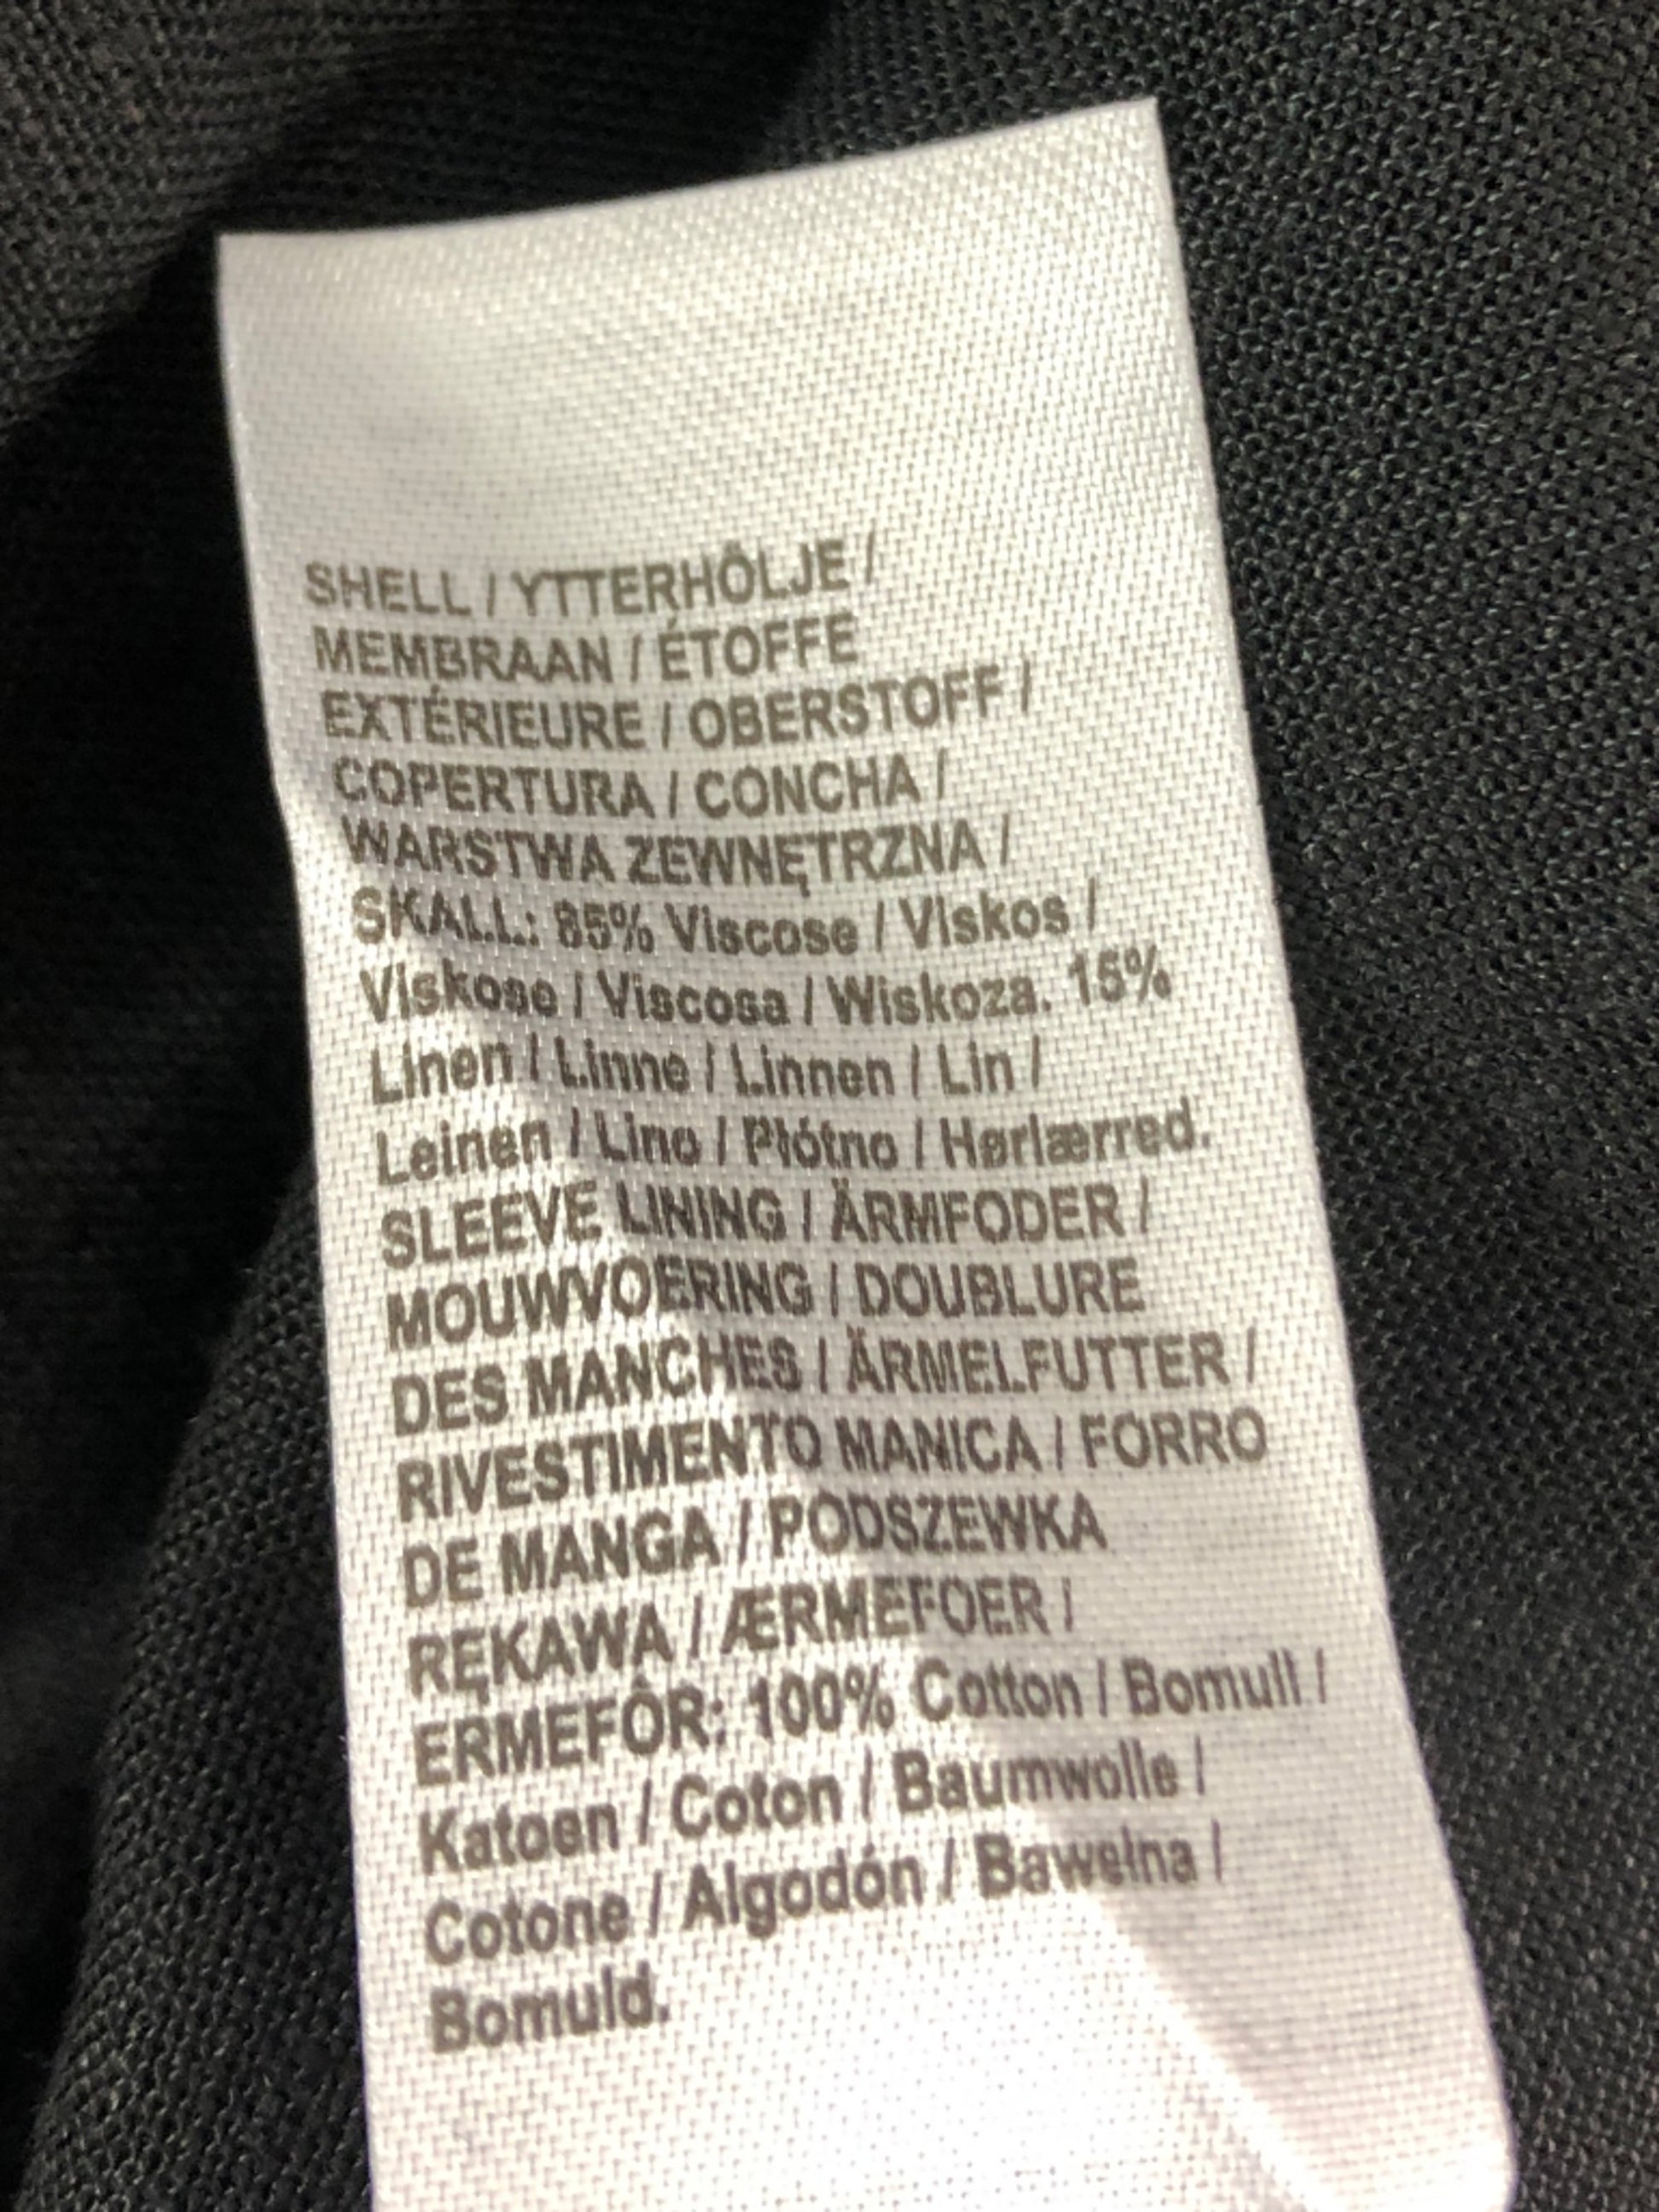 SHELL / YTTERHÔLJE /
MEMBRAAN / ÉTOFFE
EXTÉRIEURE / OBERSTOFF /
COPERTURA / CONCHA /
WARSTWA ZEWNĘTRZNA /
SKALL: 85% Viscose / Viskos /
Viskose / Viscosa / Wiskoza. 15%
Linen / Linne / Linnen / Lin /
Leinen / Lino / Płótno / Hørlærred.
SLEEVE LINING / ÄRMFODER /
MOUWVOERING / DOUBLURE
DES MANCHES / ÄRMELFUTTER /
RIVESTIMENTO MANICA / FORRO
DE MANGA / PODSZEWKA
RĘKAWA / ÆRMEFOER /
ERMEFÔR: 100% Cotton / Bomull /
Katoen / Coton / Baumwolle /
Cotone / Algodón / Bawełna /
Bomuld.